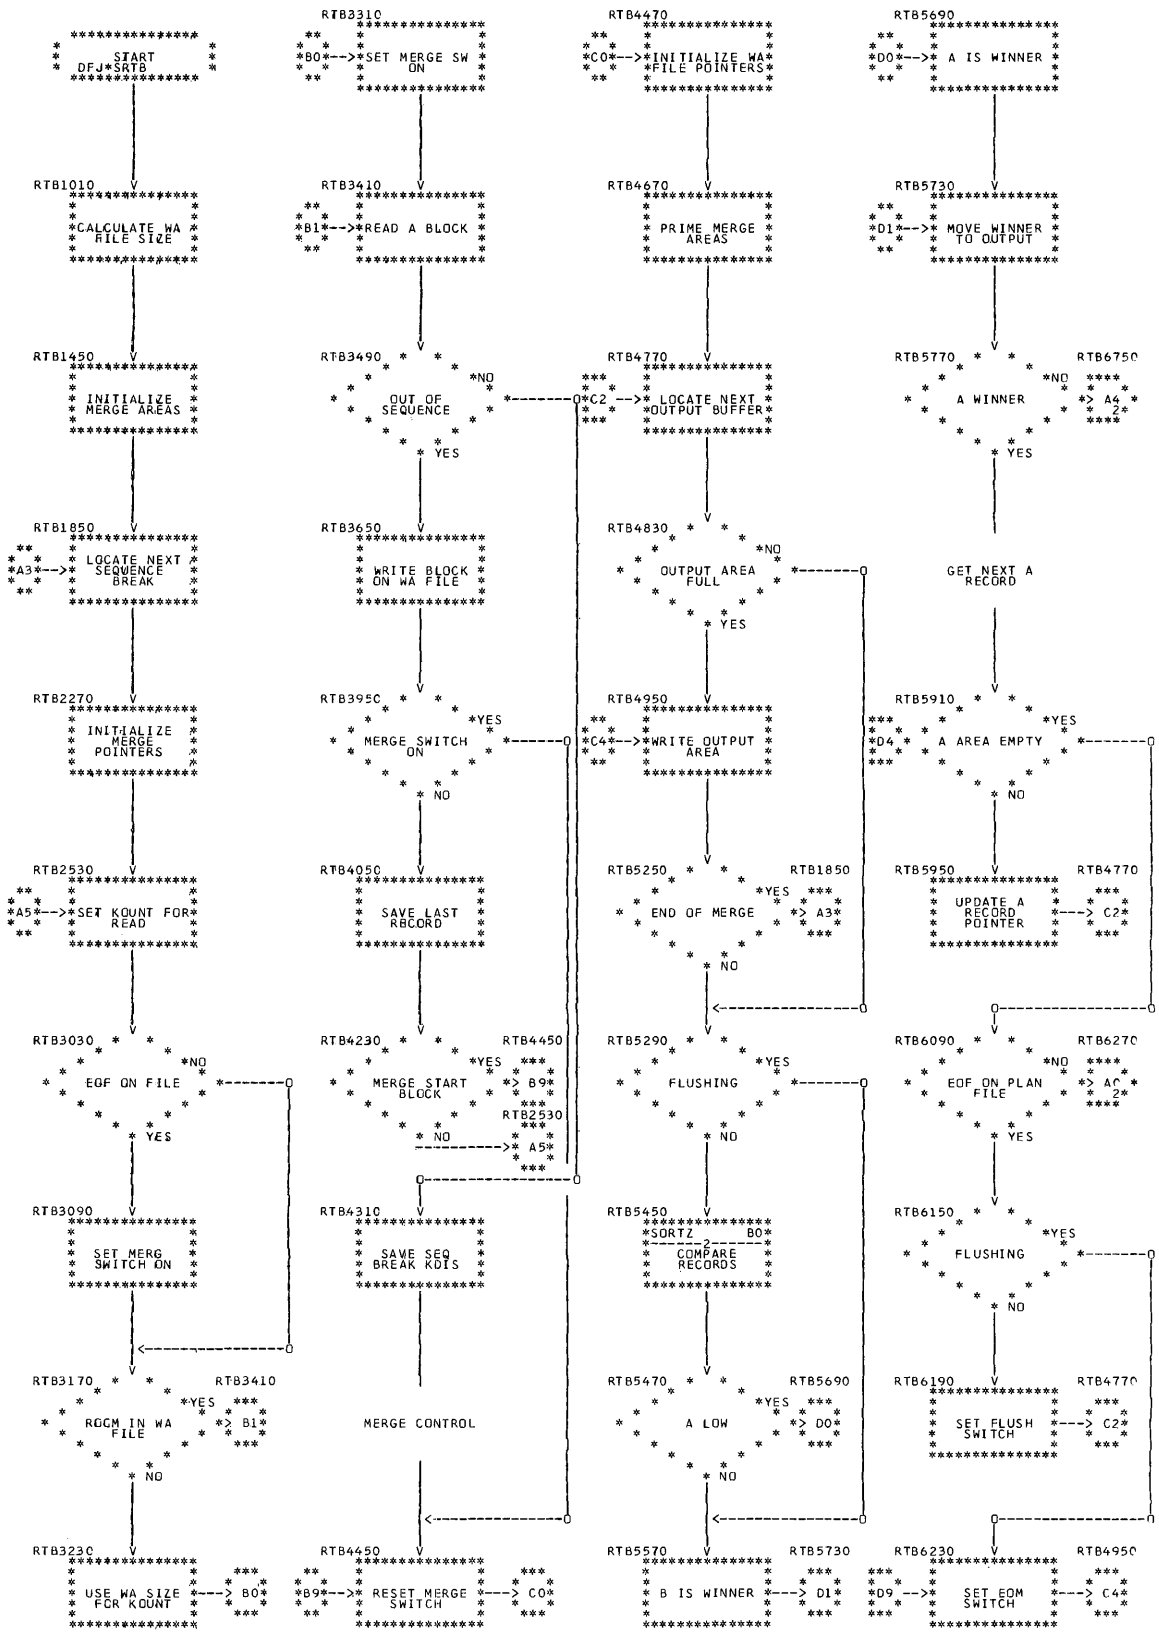 START
DFJ*SRTB
RTB1010
CALCULATE WA
FILE SIZE
RTB1450
INITIALIZE
MERGE AREAS
RTB1850
A3
LOCATE NEXT
SEQUENCE
BREAK
RTB2270
INITIALIZE
MERGE
POINTERS
RTB2530
A5
SET KOUNT FOR
READ
RTB3030
NO
EOF ON FILE
YES
RTB3090
SET MERG
SWITCH ON
RTB3170
RTB3410
YES
ROOM IN WA
FILE
B1
NO
RTB3230
USE WA SIZE
FOR KOUNT
B0
RTB3310
B0
SET MERGE SW
ON
RTB3410
B1
READ A BLOCK
RTB3490
NO
OUT OF
SEQUENCE
YES
RTB3650
WRITE BLOCK
ON WA FILE
RTB3950
YES
MERGE SWITCH
ON
NO
RTB4050
SAVE LAST
RECORD
RTB4230
RTB4450
YES
MERGE START
BLOCK
B9
RTB2530
NO
A5
RTB4310
SAVE SEQ
BREAK KDIS
MERGE CONTROL
RTB4450
B9
RESET MERGE
SWITCH
C0
RTB4470
C0
INITIALIZE WA
FILE POINTERS
RTB4670
PRIME MERGE
AREAS
RTB4770
C2
LOCATE NEXT
OUTPUT BUFFER
RTB4830
NO
OUTPUT AREA
FULL
YES
RTB4950
C4
WRITE OUTPUT
AREA
RTB5250
RTB1850
YES
END OF MERGE
A3
NO
RTB5290
YES
FLUSHING
NO
RTB5450
SORTZ B0
2
COMPARE
RECORDS
RTB5470
RTB5690
YES
A LOW
D0
NO
RTB5570
RTB5730
B IS WINNER
D1
RTB5690
D0
A IS WINNER
RTB5730
D1
MOVE WINNER
TO OUTPUT
RTB5770
RTB6750
NO
A WINNER
A4
2
YES
GET NEXT A
RECORD
RTB5910
YES
D4
A AREA EMPTY
NO
RTB5950
RTB4770
UPDATE A
RECORD
POINTER
C2
RTB6090
RTB6270
NO
EOF ON PLAN
FILE
A0
2
YES
RTB6150
YES
FLUSHING
NO
RTB6190
RTB4770
SET FLUSH
SWITCH
C2
RTB6230
RTB4950
D9
SET EOM
SWITCH
C4